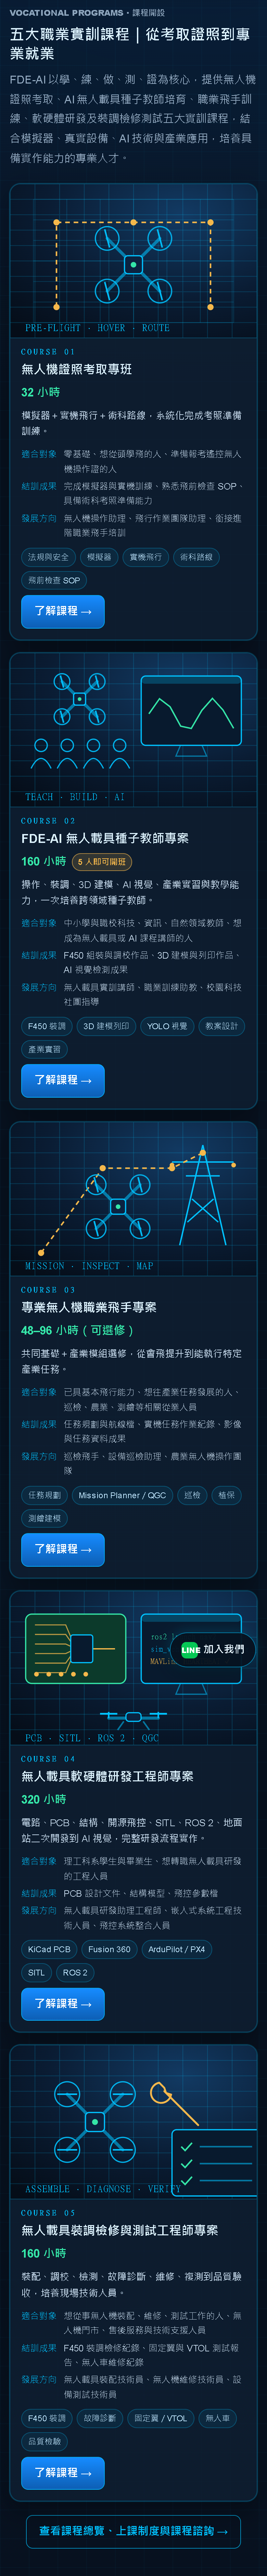 VOCATIONAL PROGRAMS · 課程開設
五大職業實訓課程｜從考取證照到專
業就業
FDE-AI 以學、練、做、測、證為核心，提供無人機
證照考取、AI 無人載具種子教師培育、職業飛手訓
練、軟硬體研發及裝調檢修測試五大實訓課程，結
合模擬器、真實設備、AI 技術與產業應用，培養具
備實作能力的專業人才。
PRE-FLIGHT · HOVER · ROUTE
COURSE 01
無人機證照考取專班
32 小時
模擬器＋實機飛行＋術科路線，系統化完成考照準備
訓練。
適合對象 零基礎、想從頭學飛的人、準備報考遙控無人
機操作證的人
結訓成果 完成模擬器與實機訓練、熟悉飛前檢查 SOP、
具備術科考照準備能力
發展方向 無人機操作助理、飛行作業團隊助理、銜接進
階職業飛手培訓
法規與安全 模擬器 實機飛行 術科路線
飛前檢查 SOP
了解課程 →
TEACH · BUILD · AI
COURSE 02
FDE-AI 無人載具種子教師專案
160 小時 5 人即可開班
操作、裝調、3D 建模、AI 視覺、產業實習與教學能
力，一次培養跨領域種子教師。
適合對象 中小學與職校科技、資訊、自然領域教師、想
成為無人載具或 AI 課程講師的人
結訓成果 F450 組裝與調校作品、3D 建模與列印作品、
AI 視覺檢測成果
發展方向 無人載具實訓講師、職業訓練助教、校園科技
社團指導
F450 裝調 3D 建模列印 YOLO 視覺 教案設計
產業實習
了解課程 →
MISSION · INSPECT · MAP
COURSE 03
專業無人機職業飛手專案
48–96 小時（可選修）
共同基礎＋產業模組選修，從會飛提升到能執行特定
產業任務。
適合對象 已具基本飛行能力、想往產業任務發展的人、
巡檢、農業、測繪等相關從業人員
結訓成果 任務規劃與航線檔、實機任務作業紀錄、影像
與任務資料成果
發展方向 巡檢飛手、設備巡檢助理、農業無人機操作團
隊
任務規劃 Mission Planner / QGC 巡檢 植保
測繪建模
了解課程 →
ros2
sim_
MAVLi
LINE 加入我們
PCB · SITL · ROS 2 · QGC
COURSE 04
無人載具軟硬體研發工程師專案
320 小時
電路、PCB、結構、開源飛控、SITL、ROS 2、地面
站二次開發到 AI 視覺，完整研發流程實作。
適合對象 理工科系學生與畢業生、想轉職無人載具研發
的工程人員
結訓成果 PCB 設計文件、結構模型、飛控參數檔
發展方向 無人載具研發助理工程師、嵌入式系統工程技
術人員、飛控系統整合人員
KiCad PCB Fusion 360 ArduPilot / PX4
SITL ROS 2
了解課程 →
ASSEMBLE · DIAGNOSE · VERIFY
COURSE 05
無人載具裝調檢修與測試工程師專案
160 小時
裝配、調校、檢測、故障診斷、維修、複測到品質驗
收，培養現場技術人員。
適合對象 想從事無人機裝配、維修、測試工作的人、無
人機門市、售後服務與技術支援人員
結訓成果 F450 裝調檢修紀錄、固定翼與 VTOL 測試報
告、無人車維修紀錄
發展方向 無人載具裝配技術員、無人機維修技術員、設
備測試技術員
F450 裝調 故障診斷 固定翼 / VTOL 無人車
品質檢驗
了解課程 →
查看課程總覽、上課制度與課程諮詢 →